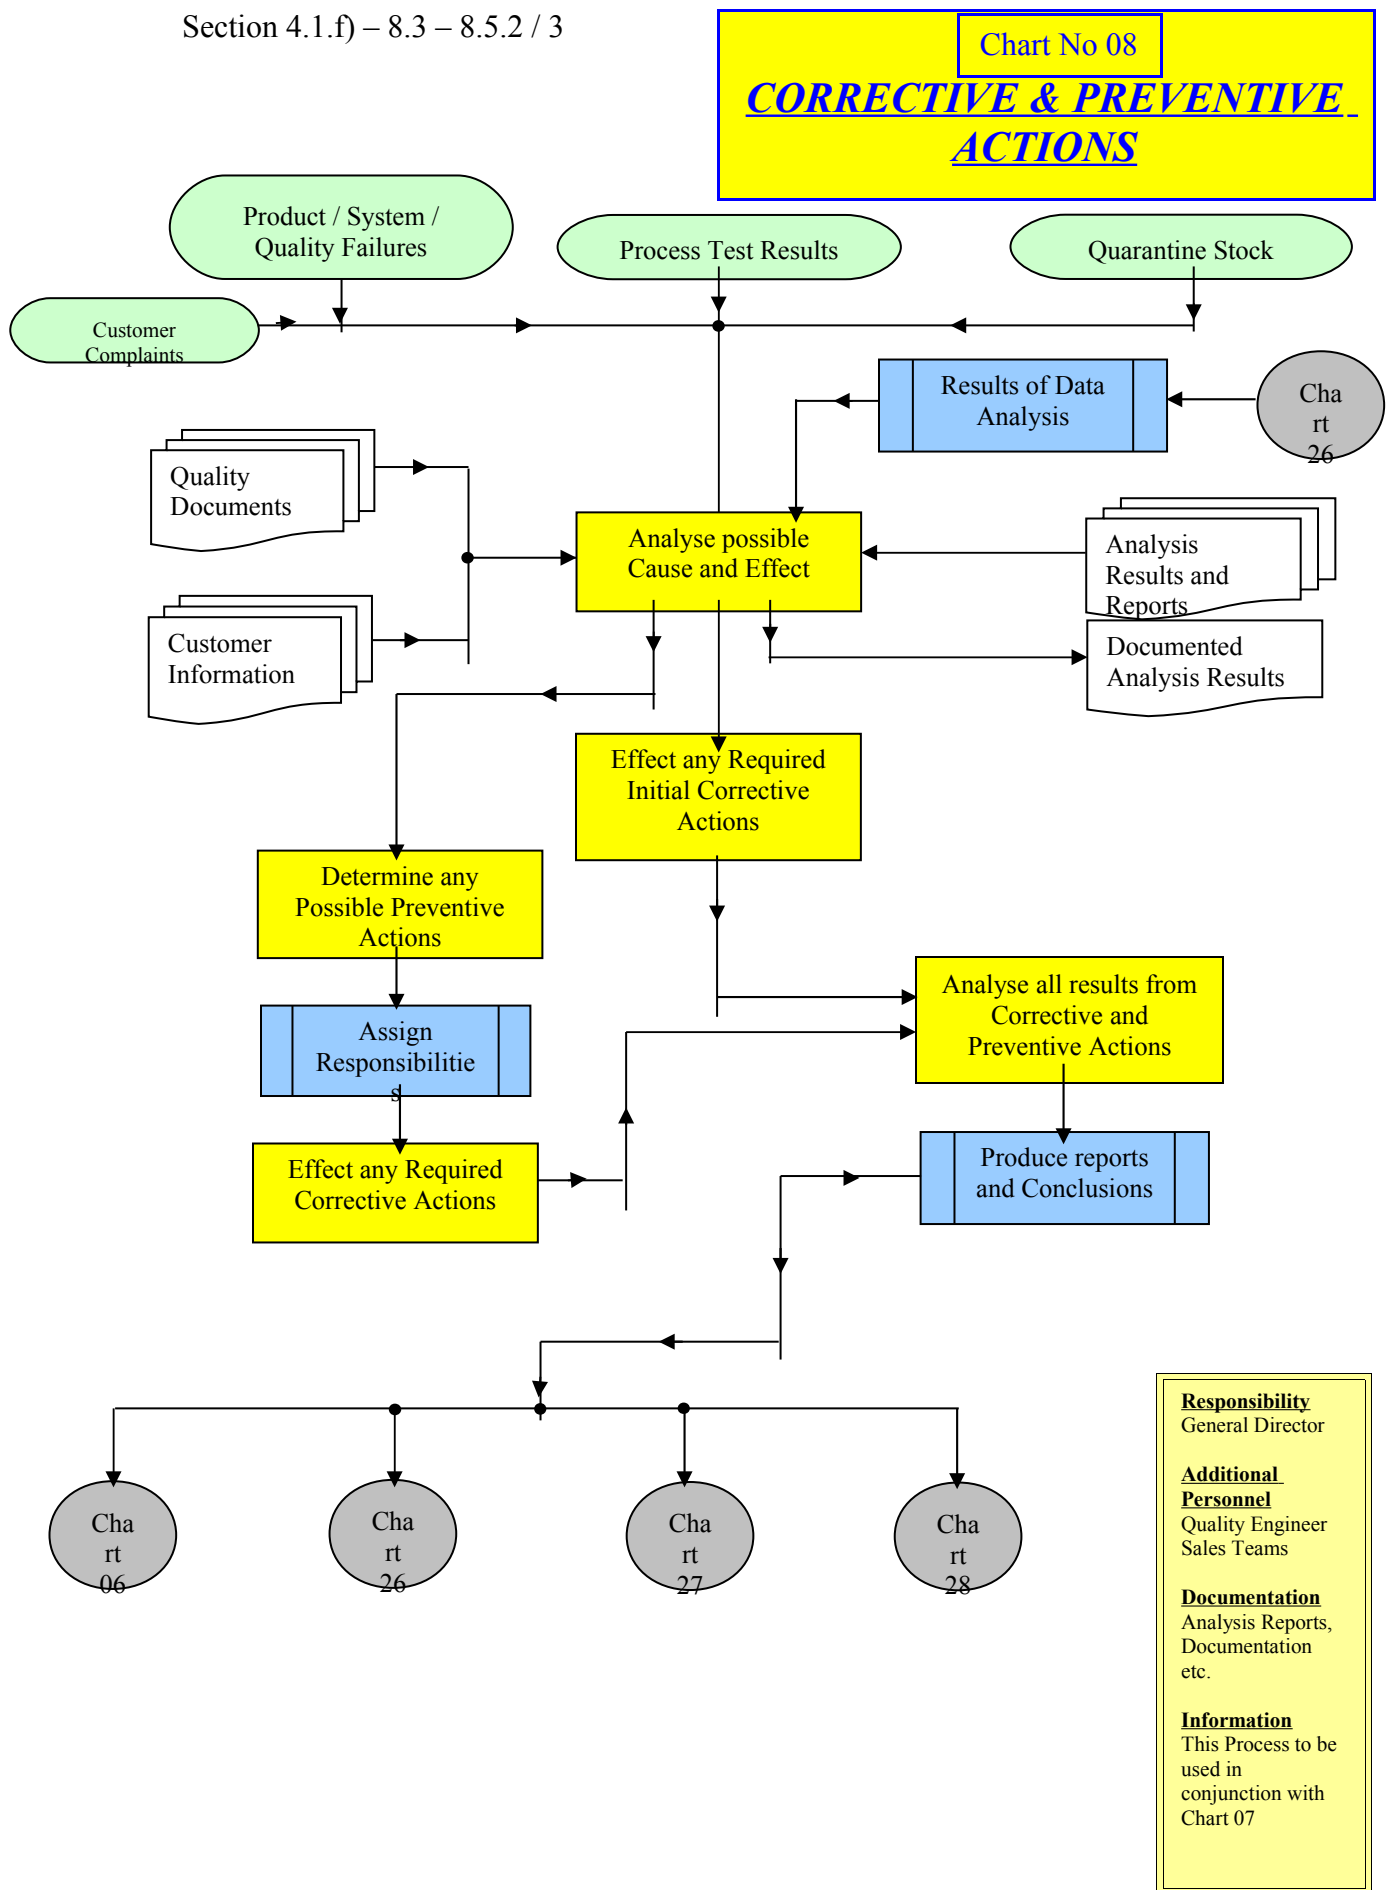 Section 4.1.f) – 8.3 – 8.5.2 / 3
Chart No 08
CORRECTIVE & PREVENTIVE
ACTIONS
Product / System /
Quality Failures
Process Test Results
Quarantine Stock
Customer
Complaints
Results of Data
Analysis
Cha
rt
26
Quality
Documents
Analyse possible
Cause and Effect
Analysis
Results and
Reports
Customer
Information
Documented
Analysis Results
Effect any Required
Initial Corrective
Actions
Determine any
Possible Preventive
Actions
Analyse all results from
Corrective and
Preventive Actions
Assign
Responsibilitie
s
Effect any Required
Corrective Actions
Produce reports
and Conclusions
Cha
rt
06
Cha
rt
26
Cha
rt
27
Cha
rt
28
Responsibility
General Director
Additional
Personnel
Quality Engineer
Sales Teams
Documentation
Analysis Reports,
Documentation
etc.
Information
This Process to be
used in
conjunction with
Chart 07